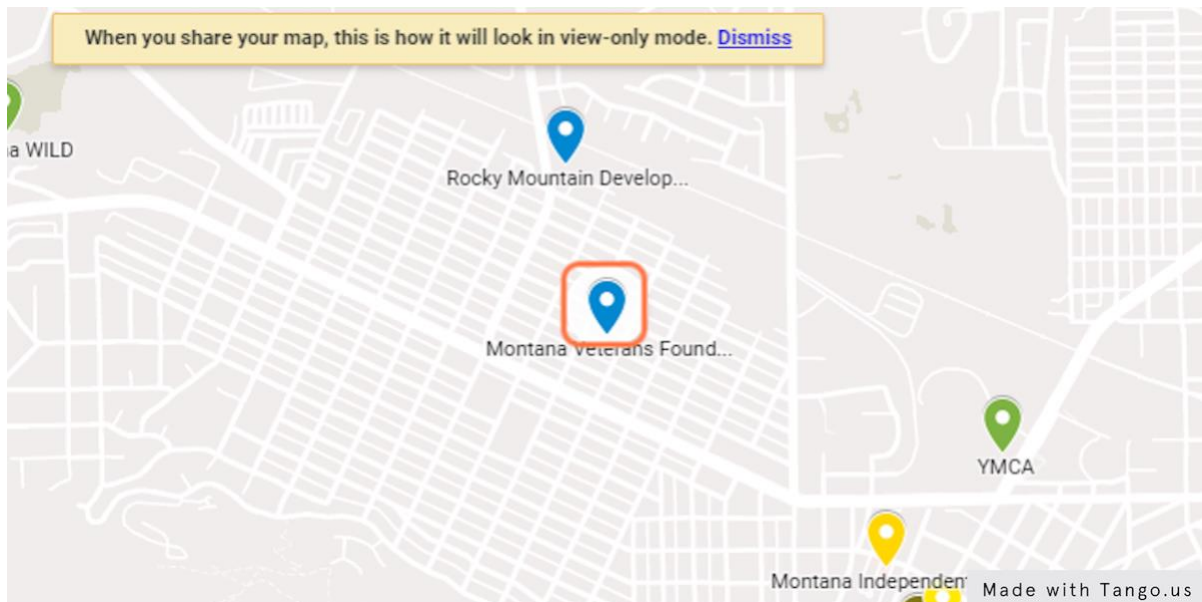 When you share your map, this is how it will look in view-only mode. Dismiss
a WILD
Rocky Mountain Develop...
Montana Veterans Found...
YMCA
Montana Independen
Made with Tango.us